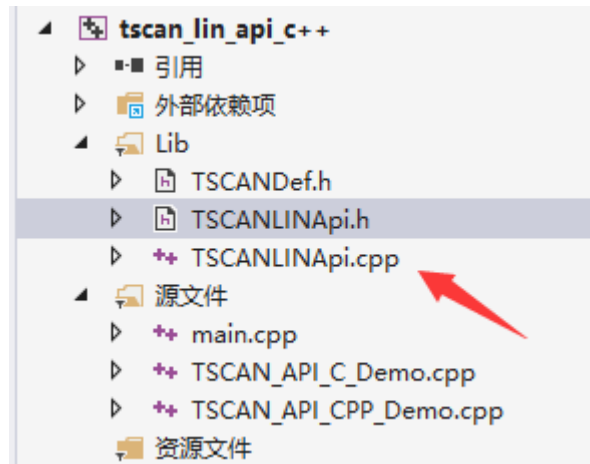 tscan_lin_api_c++
引用
外部依赖项
Lib
TSCANDef.h
TSCANLINApi.h
TSCANLINApi.cpp
源文件
main.cpp
TSCAN_API_C_Demo.cpp
TSCAN_API_CPP_Demo.cpp
资源文件